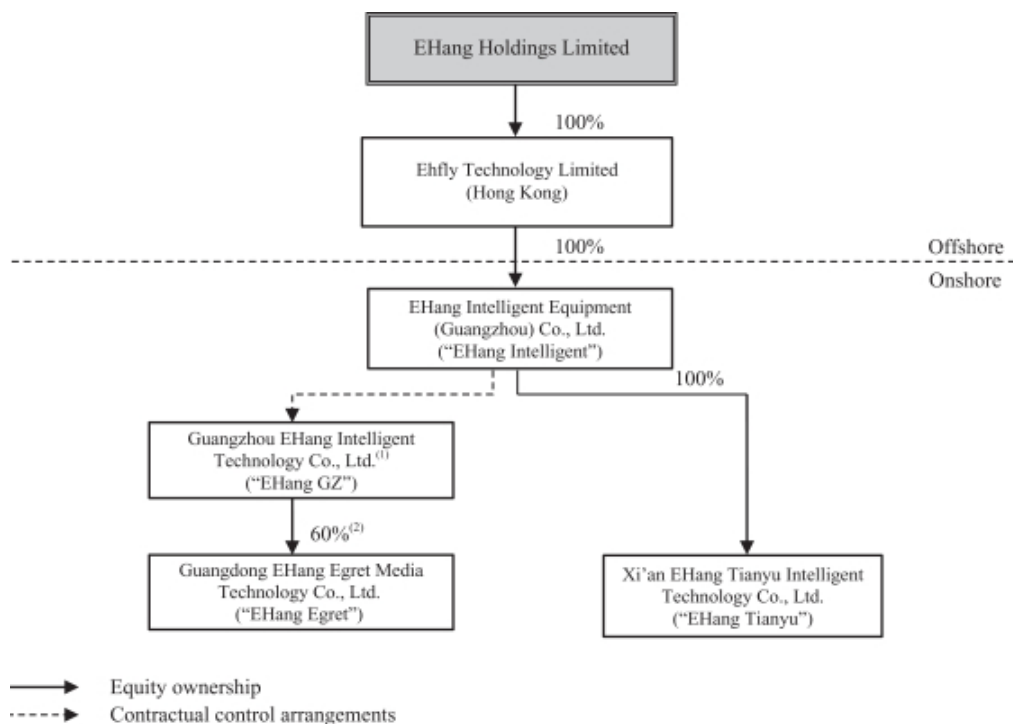 EHang Holdings Limited
100%
Ehfly Technology Limited
(Hong Kong)
100%
Offshore
Onshore
EHang Intelligent Equipment
(Guangzhou) Co., Ltd.
(“EHang Intelligent”)
100%
Guangzhou EHang Intelligent
Technology Co., Ltd.(1)
(“EHang GZ”)
60%(2)
Guangdong EHang Egret Media
Technology Co., Ltd.
(“EHang Egret”)
Xi’an EHang Tianyu Intelligent
Technology Co., Ltd.
(“EHang Tianyu”)
Equity ownership
Contractual control arrangements